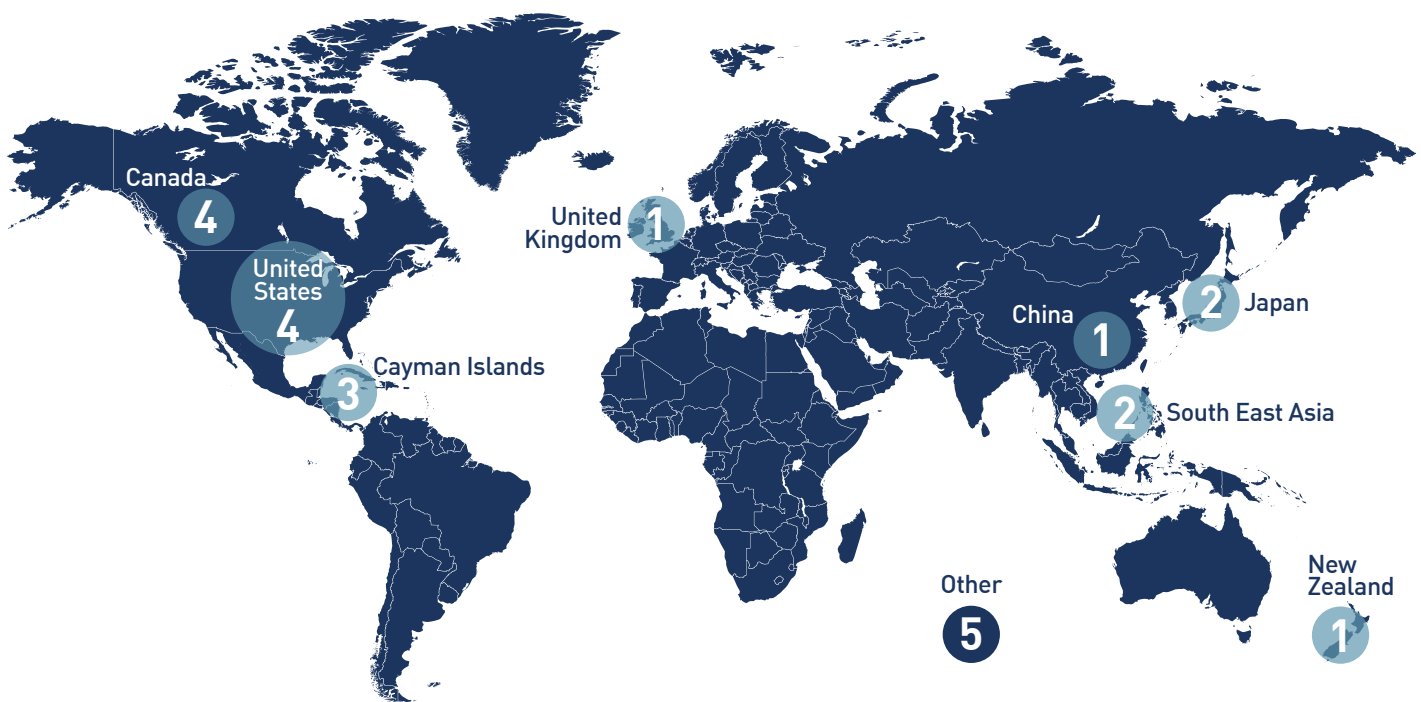 Canada
4
United
States
4
Cayman Islands
3
United
Kingdom
1
China
1
2
Japan
2
South East Asia
Other
5
New
Zealand
1